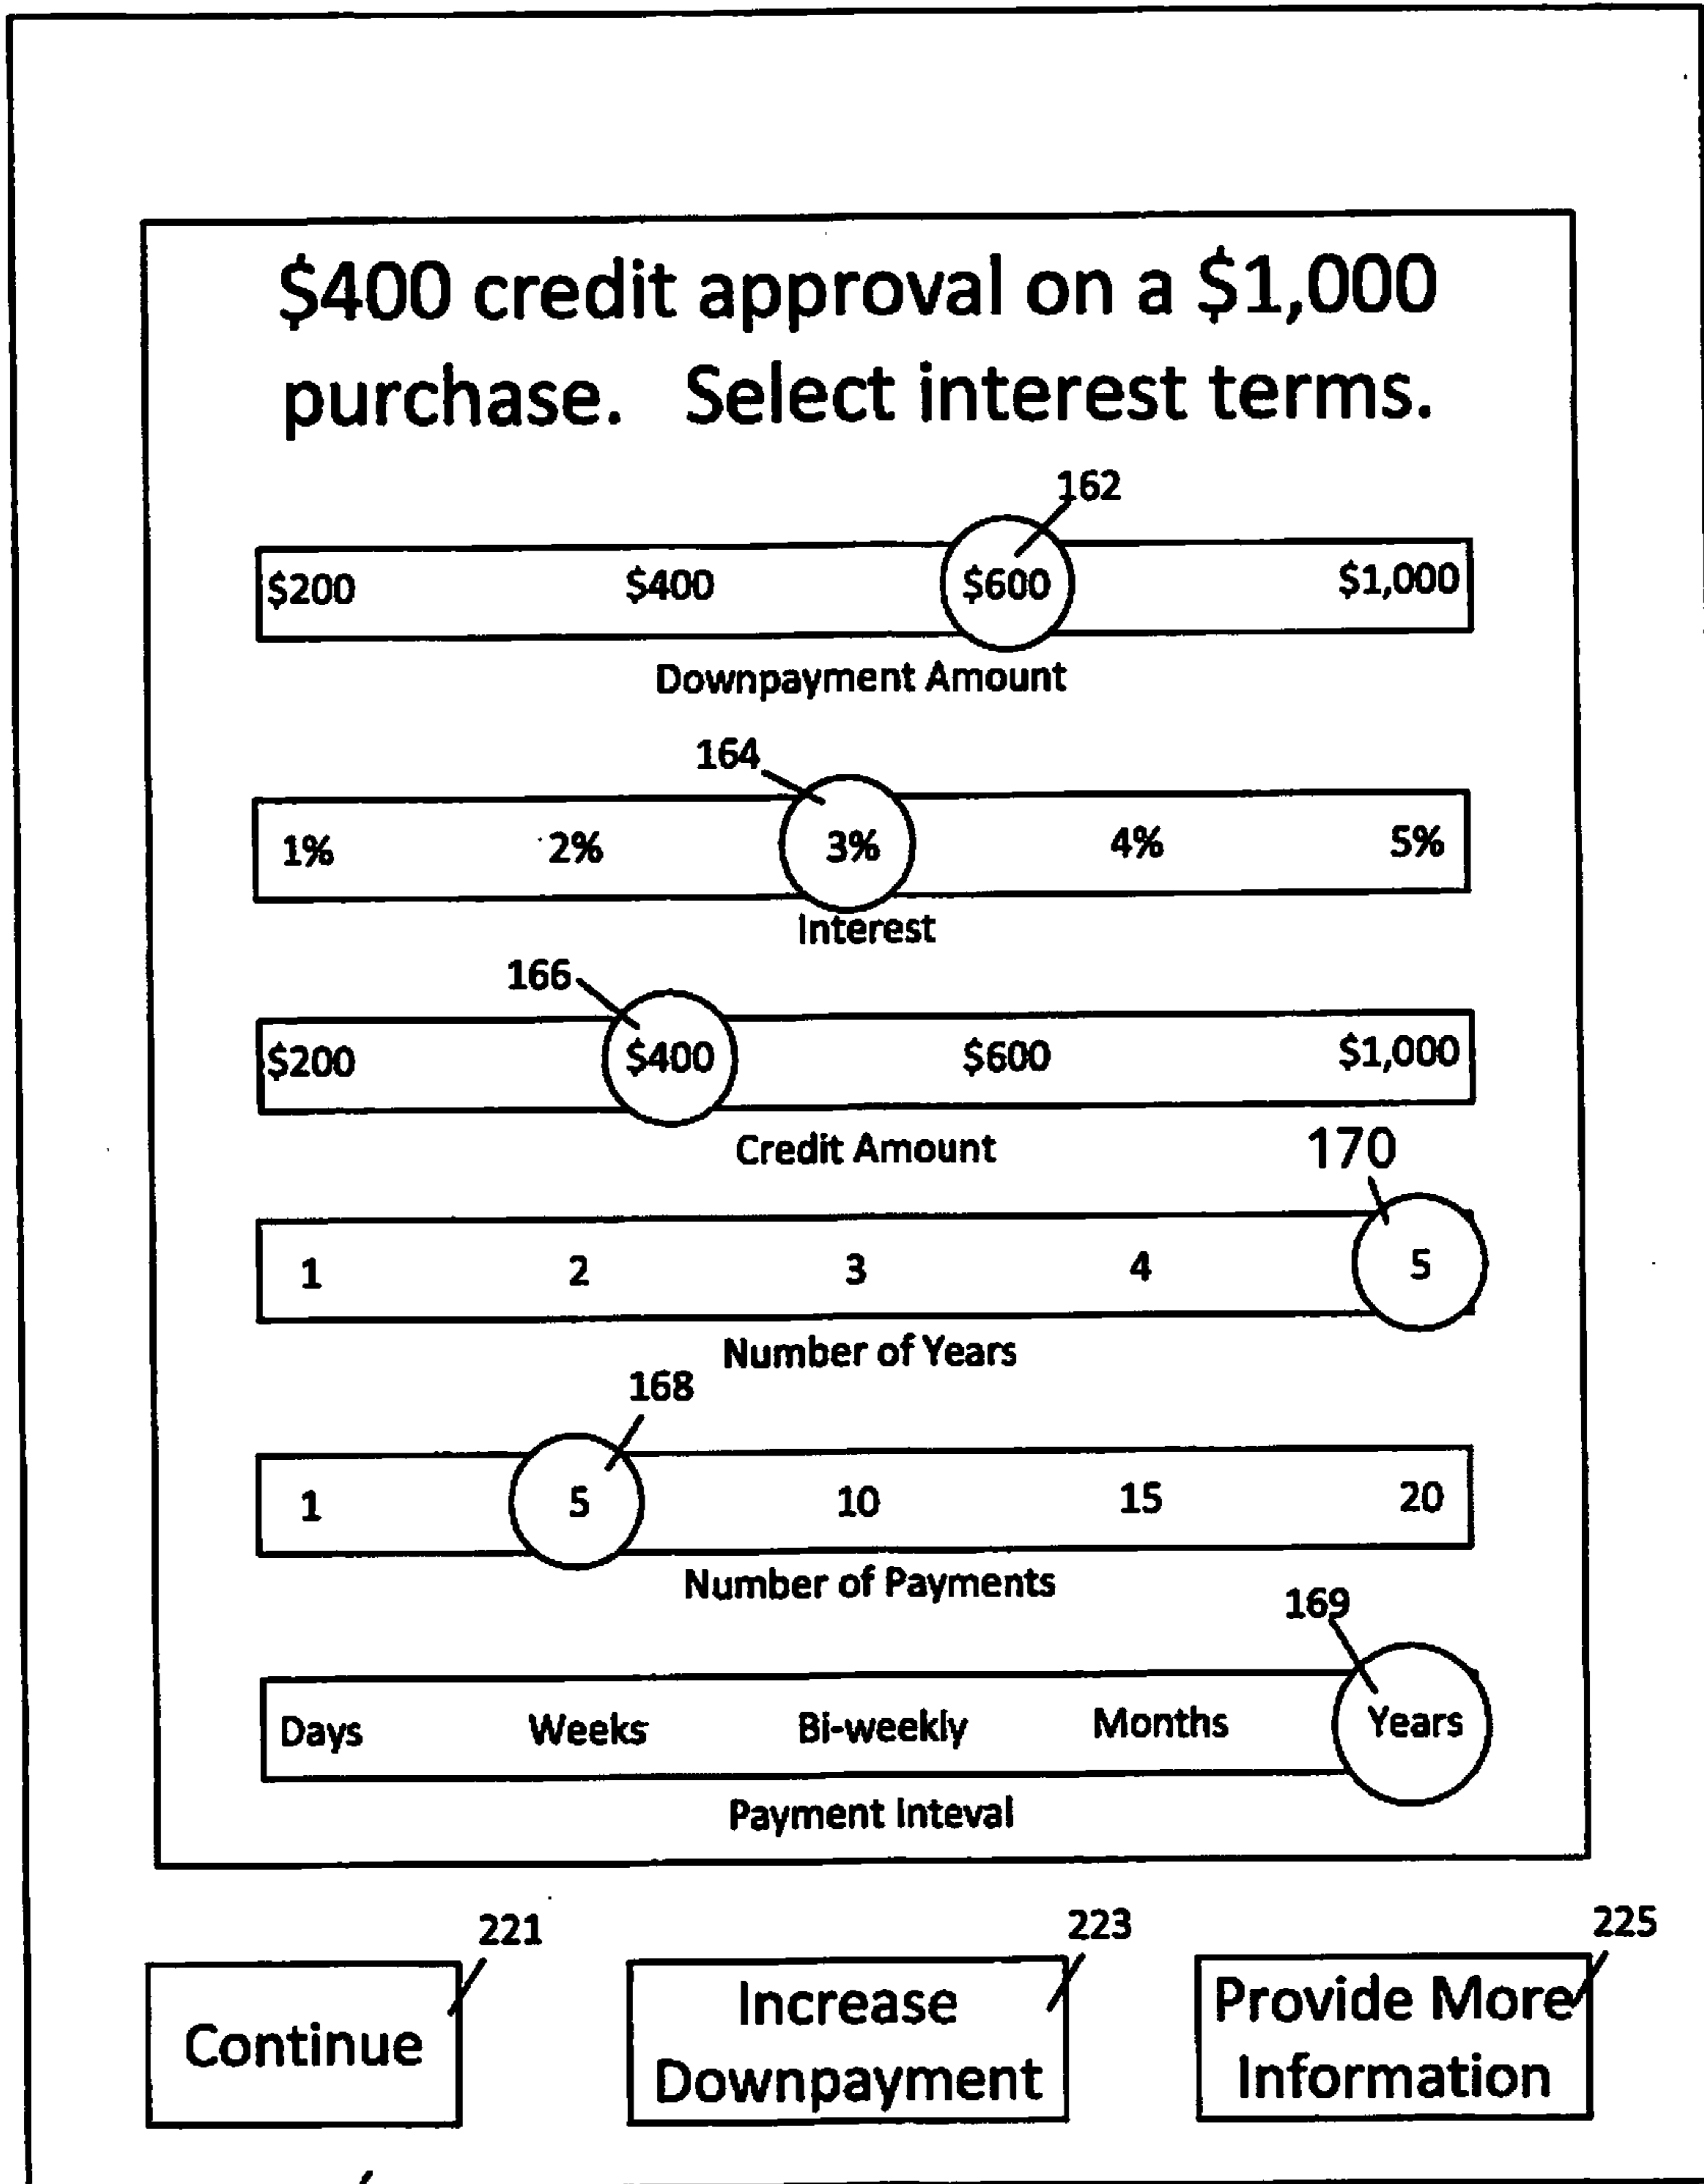 $400 credit approval on a $1,000
purchase. Select interest terms.
162
$200 $400 $600 $1,000
Downpayment Amount
164
1% 2% 3% 4% 5%
Interest
166
$200 $400 $600 $1,000
Credit Amount
170
1 2 3 4 5
Number of Years
168
1 5 10 15 20
Number of Payments
169
Days Weeks Bi-weekly Months Years
Payment Inteval
221 223 225
Continue
Increase
Downpayment
Provide More
Information